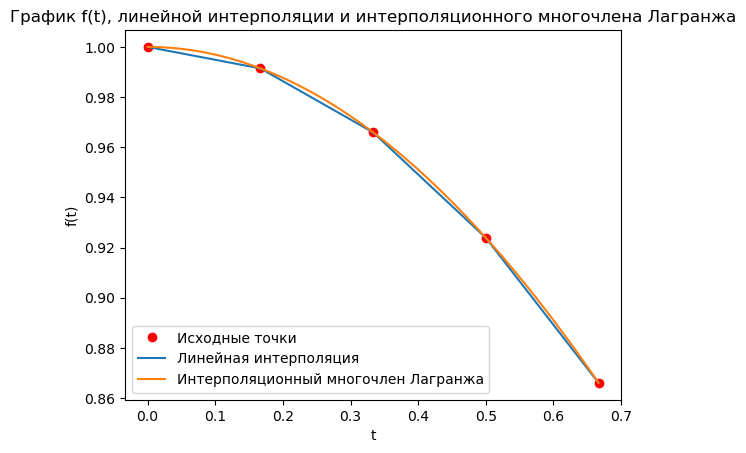 График f(t), линейной интерполяции и интерполяционного многочлена Лагранжа
1.00
0.98
0.96
0.94
0.92
0.90
0.88
0.86
f(t)
Исходные точки
Линейная интерполяция
Интерполяционный многочлен Лагранжа
0.0 0.1 0.2 0.3 0.4 0.5 0.6 0.7
t